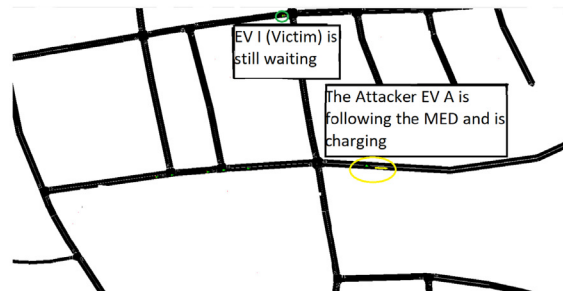 EV I (Victim) is
still waiting
The Attacker EV A is
following the MED and is
charging